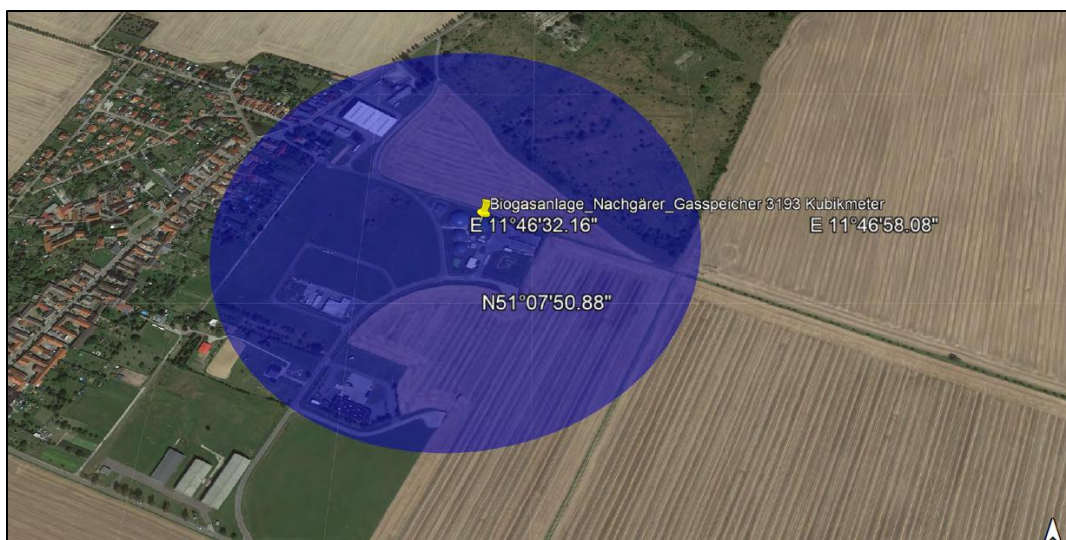 Biogasanlage_Nachgärer_Gasspeicher 3193 Kubikmeter
E 11°46'32.16"
E 11°46'58.08"
N51°07'50.88"